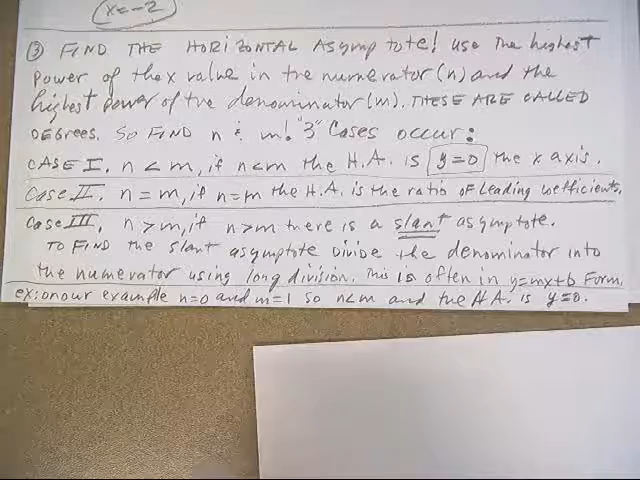 x = -2
③ FIND THE HORIZONTAL Asymptote! use the highest
power of the x value in the numerator (n) and the
highest power of the denominator (m). THESE ARE CALLED
DEGREES. SO FIND n & m! "3" Cases occur:
CASE I. n < m, if n<m the H.A. is y=0 the x axis.
Case II. n = m, if n=m the H.A. is the ratio of leading coefficients.
Case III. n > m, if n>m there is a slant asymptote.
TO FIND the slant asymptote Divide the denominator into
the numerator using long division. This is often in y=mx+b Form.
ex: on our example n=0 and m=1 so n<m and the H.A. is y=0.